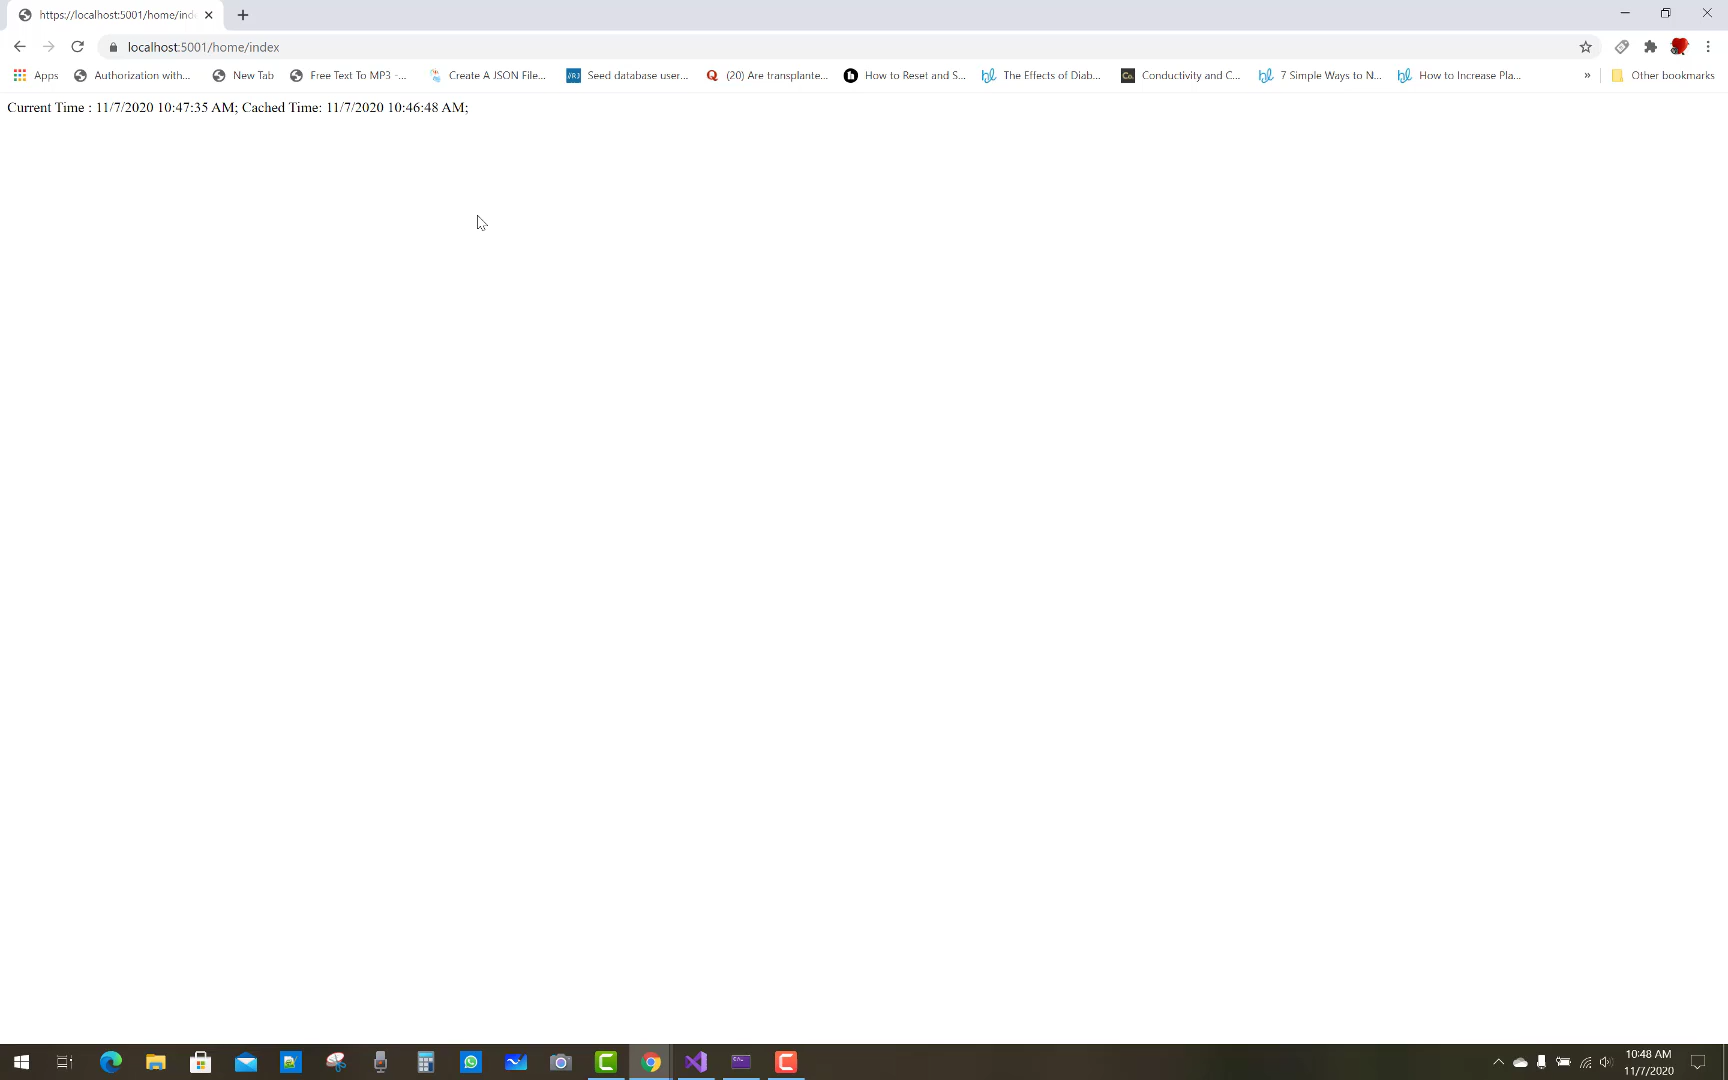 https://localhost:5001/home/ind
localhost:5001/home/index
Apps
Authorization with...
New Tab
Free Text To MP3 -...
Create A JSON File...
Seed database user...
(20) Are transplante...
How to Reset and S...
The Effects of Diab...
Conductivity and C...
7 Simple Ways to N...
How to Increase Pla...
»
Other bookmarks
Current Time : 11/7/2020 10:47:35 AM; Cached Time: 11/7/2020 10:46:48 AM;
10:48 AM
11/7/2020